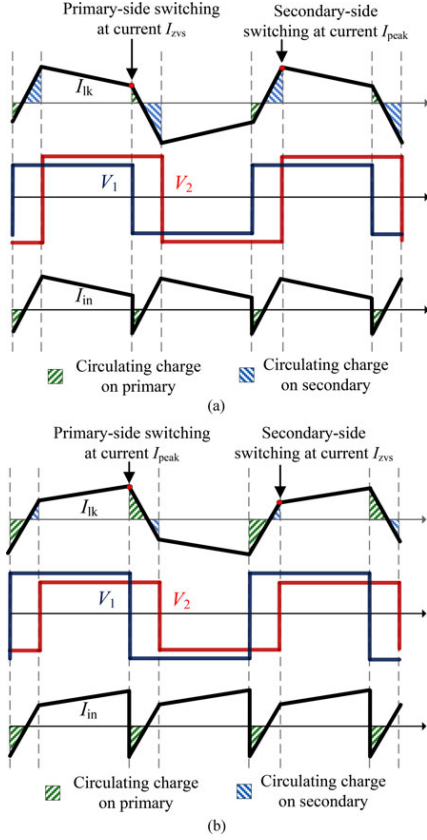 Primary-side switching
at current Izvs
Secondary-side
switching at current Ipeak
Ilk
V1
V2
Iin
Circulating charge
on primary
Circulating charge
on secondary
(a)
Primary-side switching
at current Ipeak
Secondary-side
switching at current Izvs
Ilk
V1
V2
Iin
Circulating charge
on primary
Circulating charge
on secondary
(b)